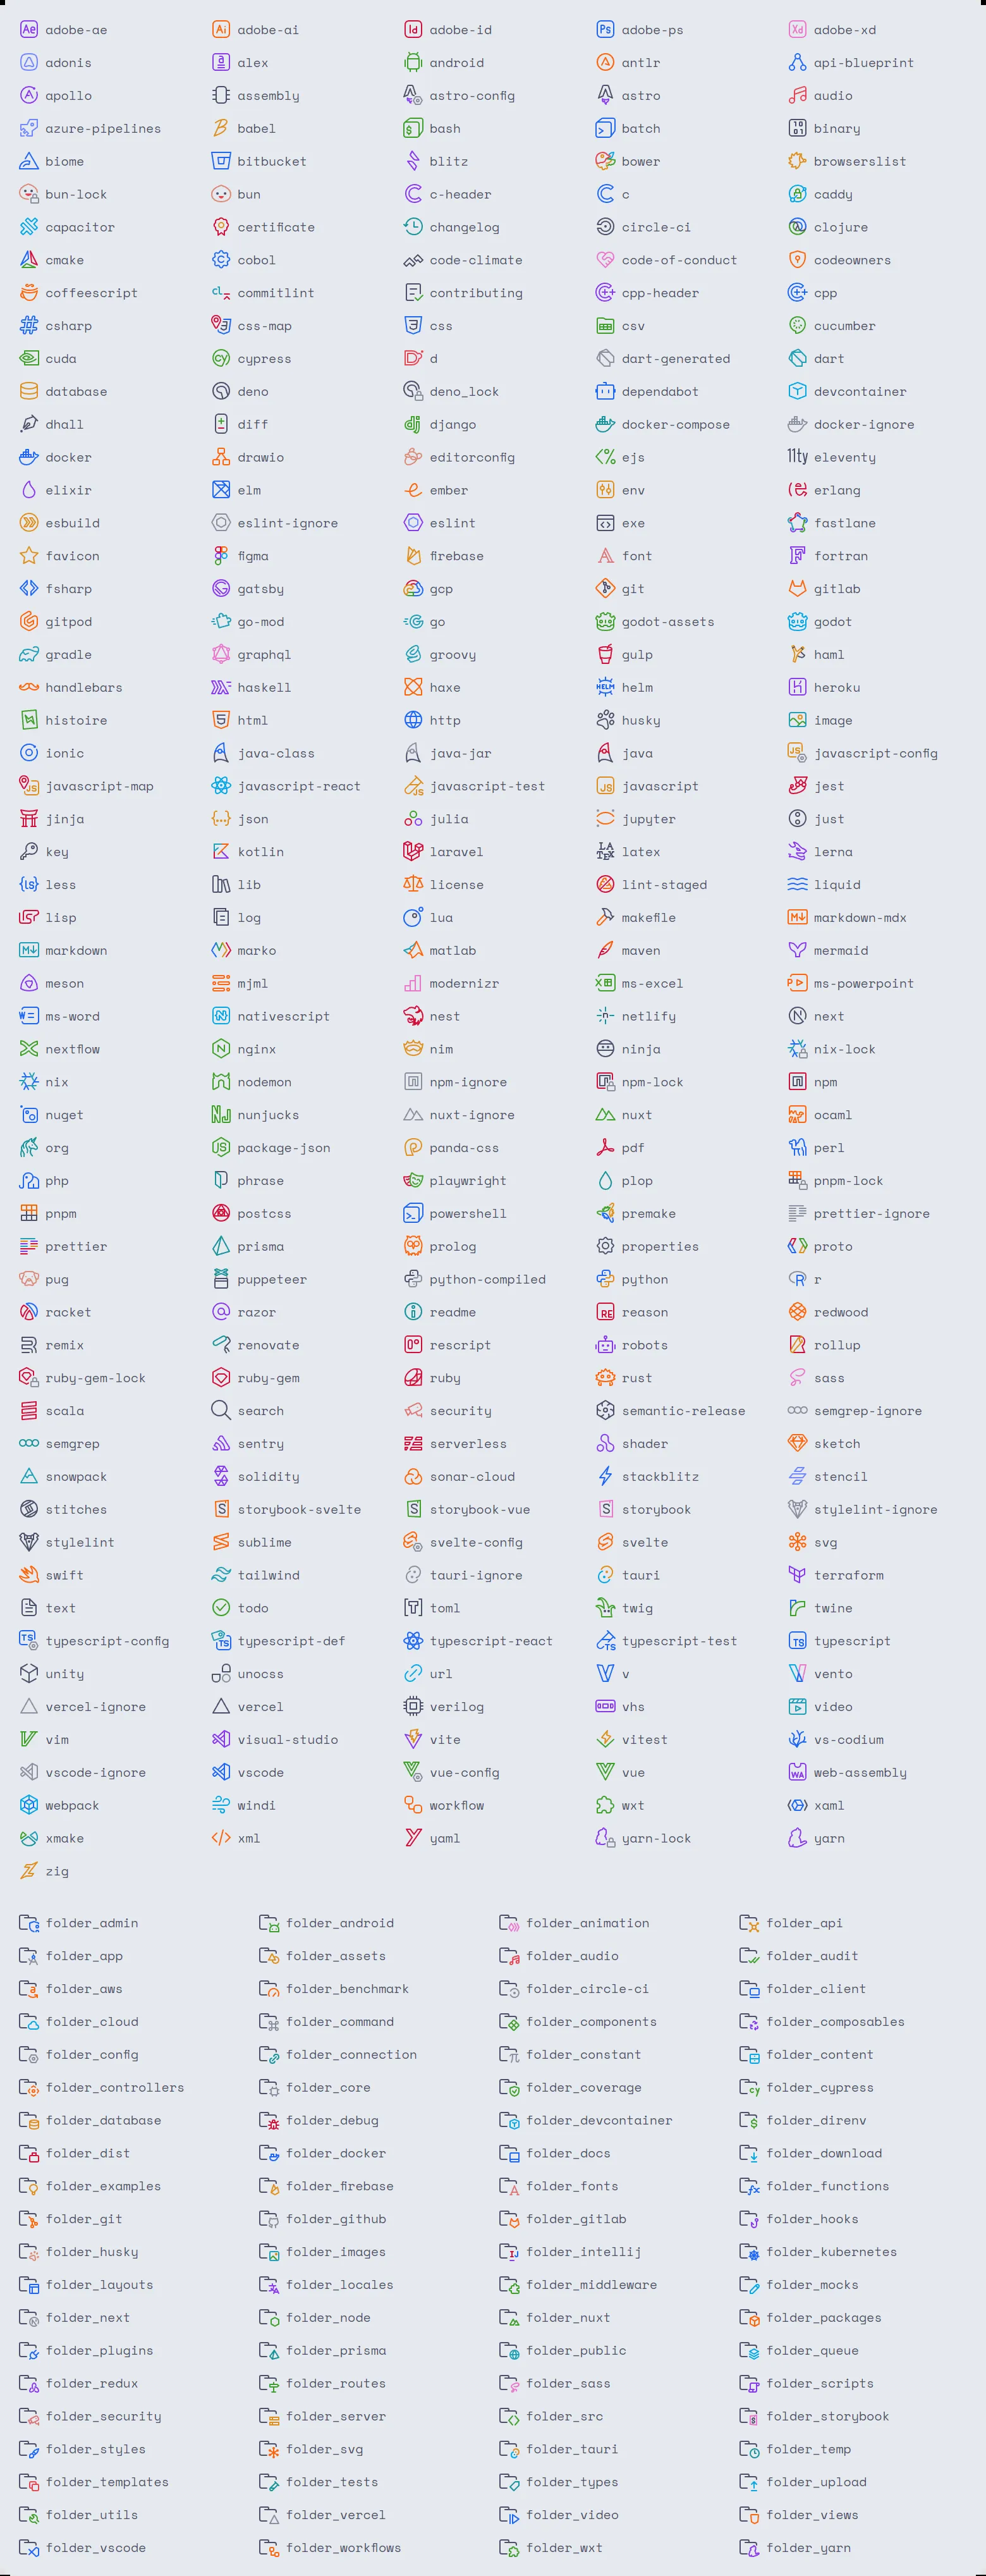 adobe-ae adobe-ai adobe-id adobe-ps adobe-xd
adonis alex android antlr api-blueprint
apollo assembly astro-config astro audio
azure-pipelines babel bash batch binary
biome bitbucket blitz bower browserslist
bun-lock bun c-header c caddy
capacitor certificate changelog circle-ci clojure
cmake cobol code-climate code-of-conduct codeowners
coffeescript commitlint contributing cpp-header cpp
csharp css-map css csv cucumber
cuda cypress d dart-generated dart
database deno deno_lock dependabot devcontainer
dhall diff django docker-compose docker-ignore
docker drawio editorconfig ejs eleventy
elixir elm ember env erlang
esbuild eslint-ignore eslint exe fastlane
favicon figma firebase font fortran
fsharp gatsby gcp git gitlab
gitpod go-mod go godot-assets godot
gradle graphql groovy gulp haml
handlebars haskell haxe helm heroku
histoire html http husky image
ionic java-class java-jar java javascript-config
javascript-map javascript-react javascript-test javascript jest
jinja json julia jupyter just
key kotlin laravel latex lerna
less lib license lint-staged liquid
lisp log lua makefile markdown-mdx
markdown marko matlab maven mermaid
meson mjml modernizr ms-excel ms-powerpoint
ms-word nativescript nest netlify next
nextflow nginx nim ninja nix-lock
nix nodemon npm-ignore npm-lock npm
nuget nunjucks nuxt-ignore nuxt ocaml
org package-json panda-css pdf perl
php phrase playwright plop pnpm-lock
pnpm postcss powershell premake prettier-ignore
prettier prisma prolog properties proto
pug puppeteer python-compiled python r
racket razor readme reason redwood
remix renovate rescript robots rollup
ruby-gem-lock ruby-gem ruby rust sass
scala search security semantic-release semgrep-ignore
semgrep sentry serverless shader sketch
snowpack solidity sonar-cloud stackblitz stencil
stitches storybook-svelte storybook-vue storybook stylelint-ignore
stylelint sublime svelte-config svelte svg
swift tailwind tauri-ignore tauri terraform
text todo toml twig twine
typescript-config typescript-def typescript-react typescript-test typescript
unity unocss url v vento
vercel-ignore vercel verilog vhs video
vim visual-studio vite vitest vs-codium
vscode-ignore vscode vue-config vue web-assembly
webpack windi workflow wxt xaml
xmake xml yaml yarn-lock yarn
zig
folder_admin folder_android folder_animation folder_api
folder_app folder_assets folder_audio folder_audit
folder_aws folder_benchmark folder_circle-ci folder_client
folder_cloud folder_command folder_components folder_composables
folder_config folder_connection folder_constant folder_content
folder_controllers folder_core folder_coverage folder_cypress
folder_database folder_debug folder_devcontainer folder_direnv
folder_dist folder_docker folder_docs folder_download
folder_examples folder_firebase folder_fonts folder_functions
folder_git folder_github folder_gitlab folder_hooks
folder_husky folder_images folder_intellij folder_kubernetes
folder_layouts folder_locales folder_middleware folder_mocks
folder_next folder_node folder_nuxt folder_packages
folder_plugins folder_prisma folder_public folder_queue
folder_redux folder_routes folder_sass folder_scripts
folder_security folder_server folder_src folder_storybook
folder_styles folder_svg folder_tauri folder_temp
folder_templates folder_tests folder_types folder_upload
folder_utils folder_vercel folder_video folder_views
folder_vscode folder_workflows folder_wxt folder_yarn